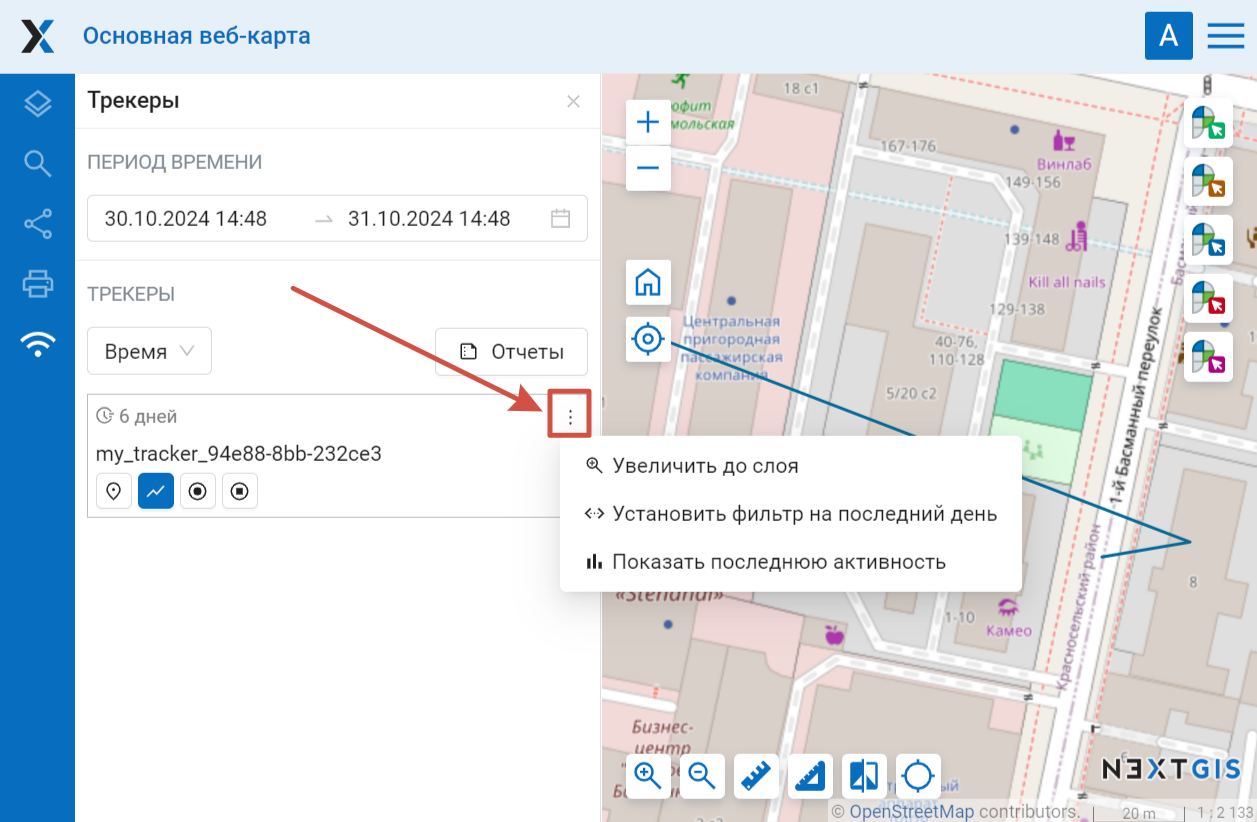 Основная веб-карта
A
Трекеры
ПЕРИОД ВРЕМЕНИ
30.10.2024 14:48
31.10.2024 14:48
ТРЕКЕРЫ
Время
Отчеты
6 дней
my_tracker_94e88-8bb-232ce3
Увеличить до слоя
Установить фильтр на последний день
Показать последнюю активность
18 с1
167-176
Винлаб
149-156
139-148
Kill all nails
129-138
Центральная
пригородная
пассажирская
компания
40-76,
110-128
5/20 с2
1-й Басманный переулок
8
Красносельский район
1-10
Камео
Бизнес-
центр
NEXTGIS
© OpenStreetMap contributors.
20 m
1 : 2 133